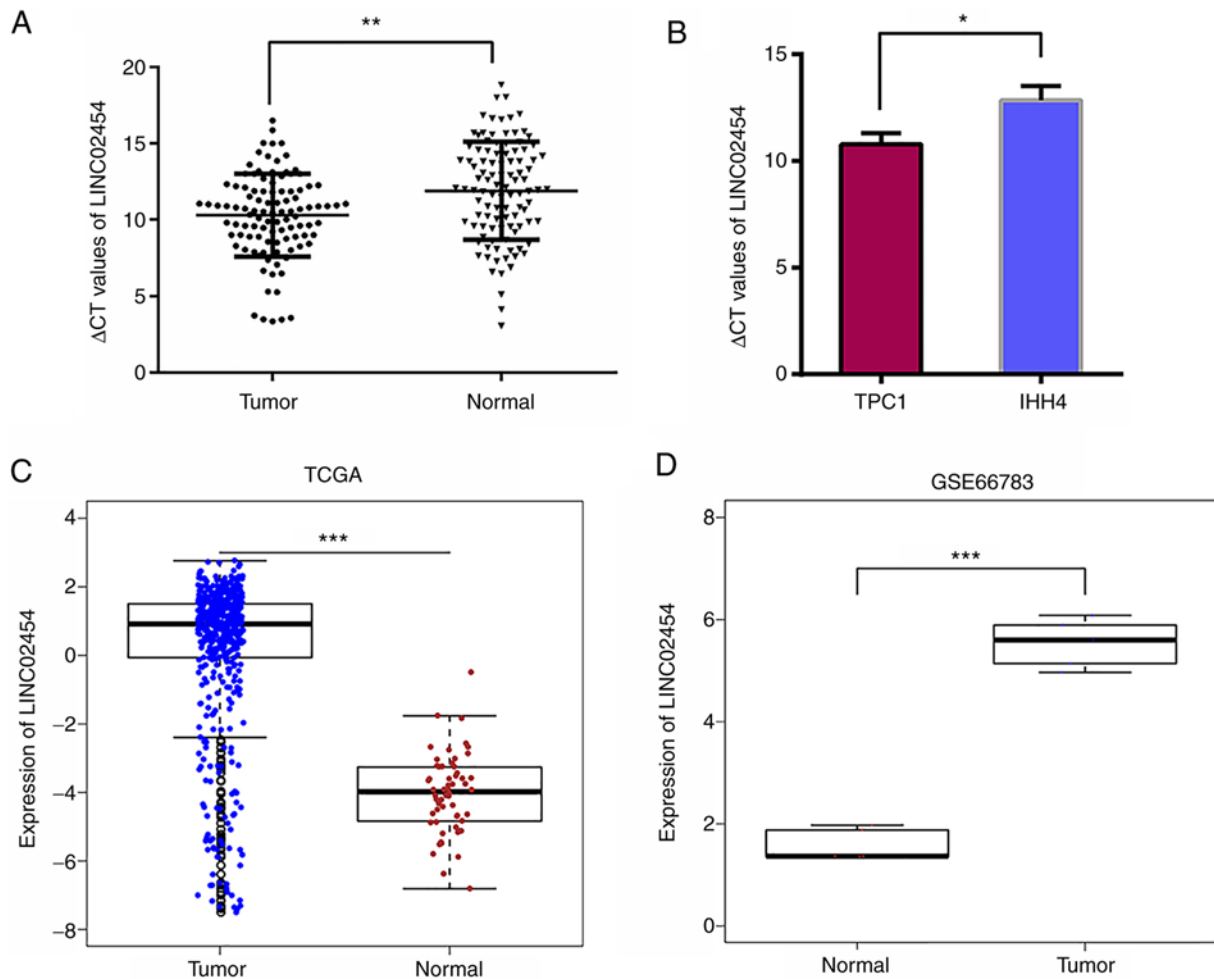 A
**
ΔCT values of LINC02454
20
15
10
5
0
Tumor
Normal
B
*
ΔCT values of LINC02454
15
10
5
0
TPC1
IHH4
C
TCGA
***
Expression of LINC02454
4
2
0
−2
−4
−6
−8
Tumor
Normal
D
GSE66783
***
Expression of LINC02454
8
6
4
2
0
Normal
Tumor